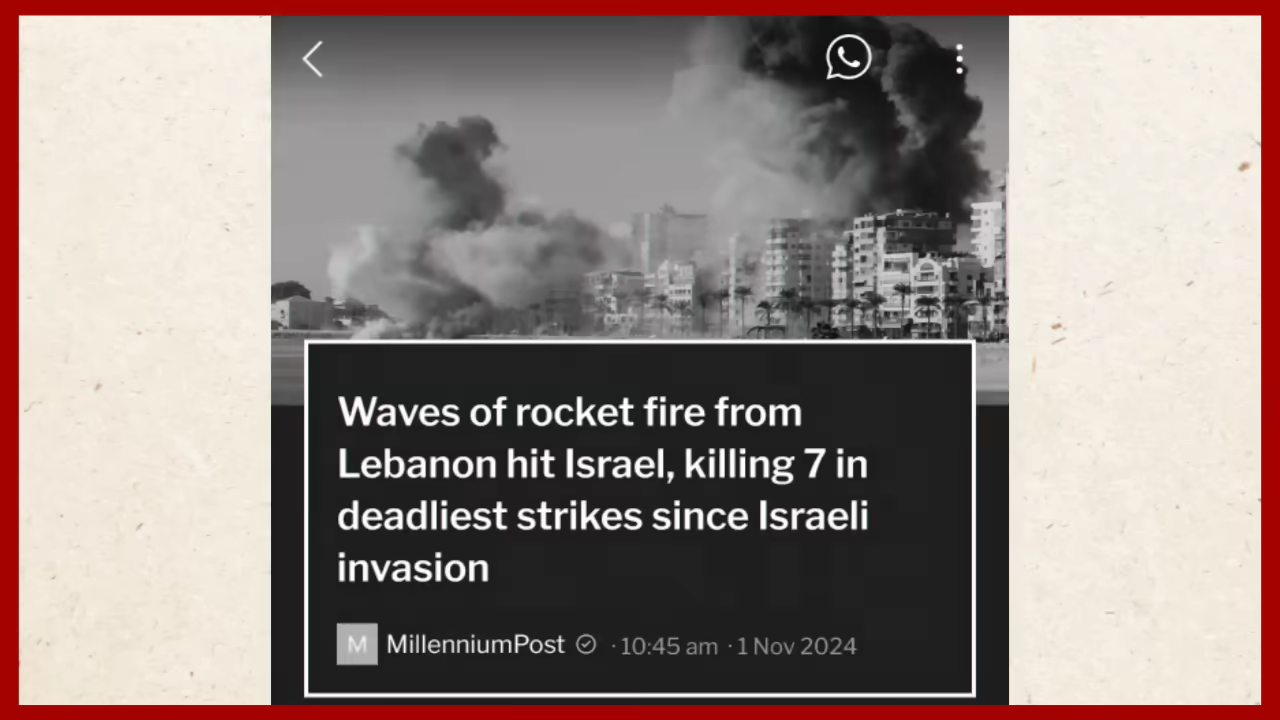 Waves of rocket fire from
Lebanon hit Israel, killing 7 in
deadliest strikes since Israeli
invasion
M MillenniumPost · 10:45 am · 1 Nov 2024